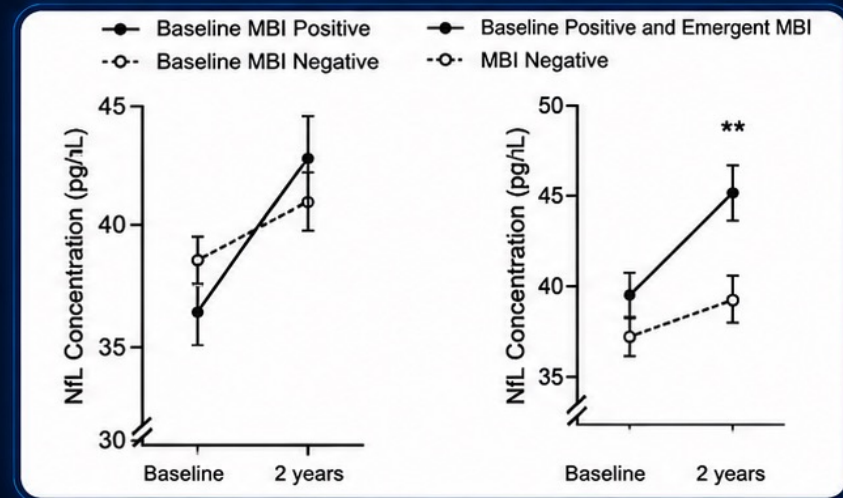 Baseline MBI Positive
Baseline MBI Negative
Baseline Positive and Emergent MBI
MBI Negative
NfL Concentration (pg/mL)
45
40
35
30
Baseline 2 years
NfL Concentration (pg/mL)
50
45
40
35
**
Baseline 2 years